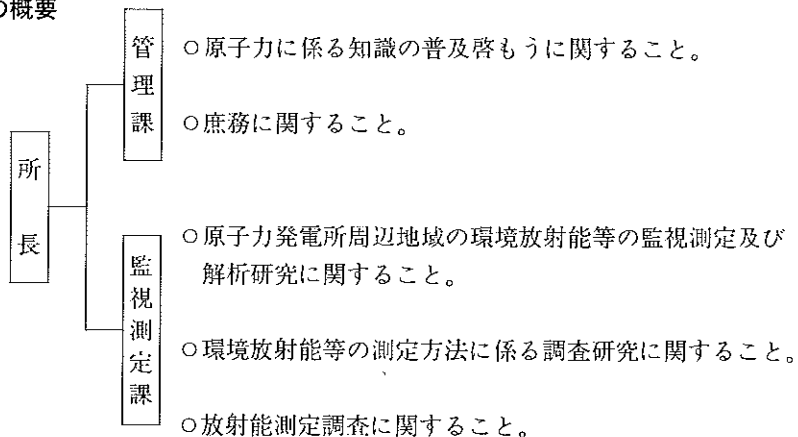 の概要
所長
管理課
○原子力に係る知識の普及啓もうに関すること。
○庶務に関すること。
監視測定課
○原子力発電所周辺地域の環境放射能等の監視測定及び
解析研究に関すること。
○環境放射能等の測定方法に係る調査研究に関すること。
○放射能測定調査に関すること。